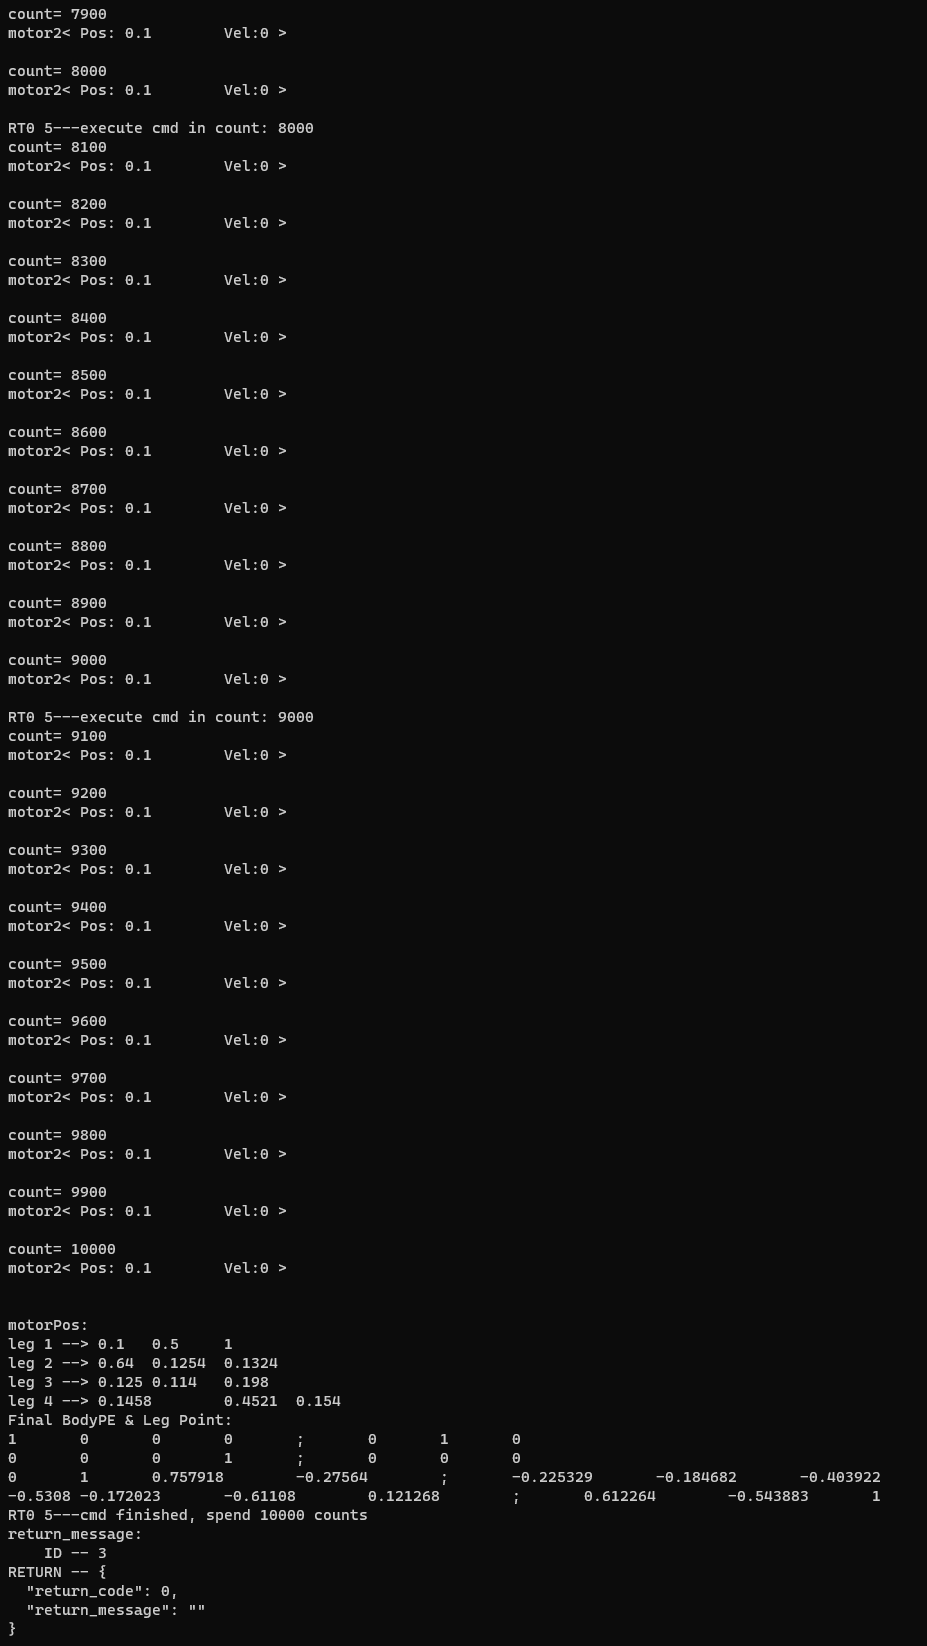 count= 7900
motor2< Pos: 0.1 Vel:0 >
count= 8000
motor2< Pos: 0.1 Vel:0 >
RT0 5---execute cmd in count: 8000
count= 8100
motor2< Pos: 0.1 Vel:0 >
count= 8200
motor2< Pos: 0.1 Vel:0 >
count= 8300
motor2< Pos: 0.1 Vel:0 >
count= 8400
motor2< Pos: 0.1 Vel:0 >
count= 8500
motor2< Pos: 0.1 Vel:0 >
count= 8600
motor2< Pos: 0.1 Vel:0 >
count= 8700
motor2< Pos: 0.1 Vel:0 >
count= 8800
motor2< Pos: 0.1 Vel:0 >
count= 8900
motor2< Pos: 0.1 Vel:0 >
count= 9000
motor2< Pos: 0.1 Vel:0 >
RT0 5---execute cmd in count: 9000
count= 9100
motor2< Pos: 0.1 Vel:0 >
count= 9200
motor2< Pos: 0.1 Vel:0 >
count= 9300
motor2< Pos: 0.1 Vel:0 >
count= 9400
motor2< Pos: 0.1 Vel:0 >
count= 9500
motor2< Pos: 0.1 Vel:0 >
count= 9600
motor2< Pos: 0.1 Vel:0 >
count= 9700
motor2< Pos: 0.1 Vel:0 >
count= 9800
motor2< Pos: 0.1 Vel:0 >
count= 9900
motor2< Pos: 0.1 Vel:0 >
count= 10000
motor2< Pos: 0.1 Vel:0 >
motorPos:
leg 1 --> 0.1 0.5 1
leg 2 --> 0.64 0.1254 0.1324
leg 3 --> 0.125 0.114 0.198
leg 4 --> 0.1458 0.4521 0.154
Final BodyPE & Leg Point:
1 0 0 0 ; 0 1 0
0 0 0 1 ; 0 0 0
0 1 0.757918 -0.27564 ; -0.225329 -0.184682 -0.403922
-0.5308 -0.172023 -0.61108 0.121268 ; 0.612264 -0.543883 1
RT0 5---cmd finished, spend 10000 counts
return_message:
ID -- 3
RETURN -- {
"return_code": 0,
"return_message": ""
}